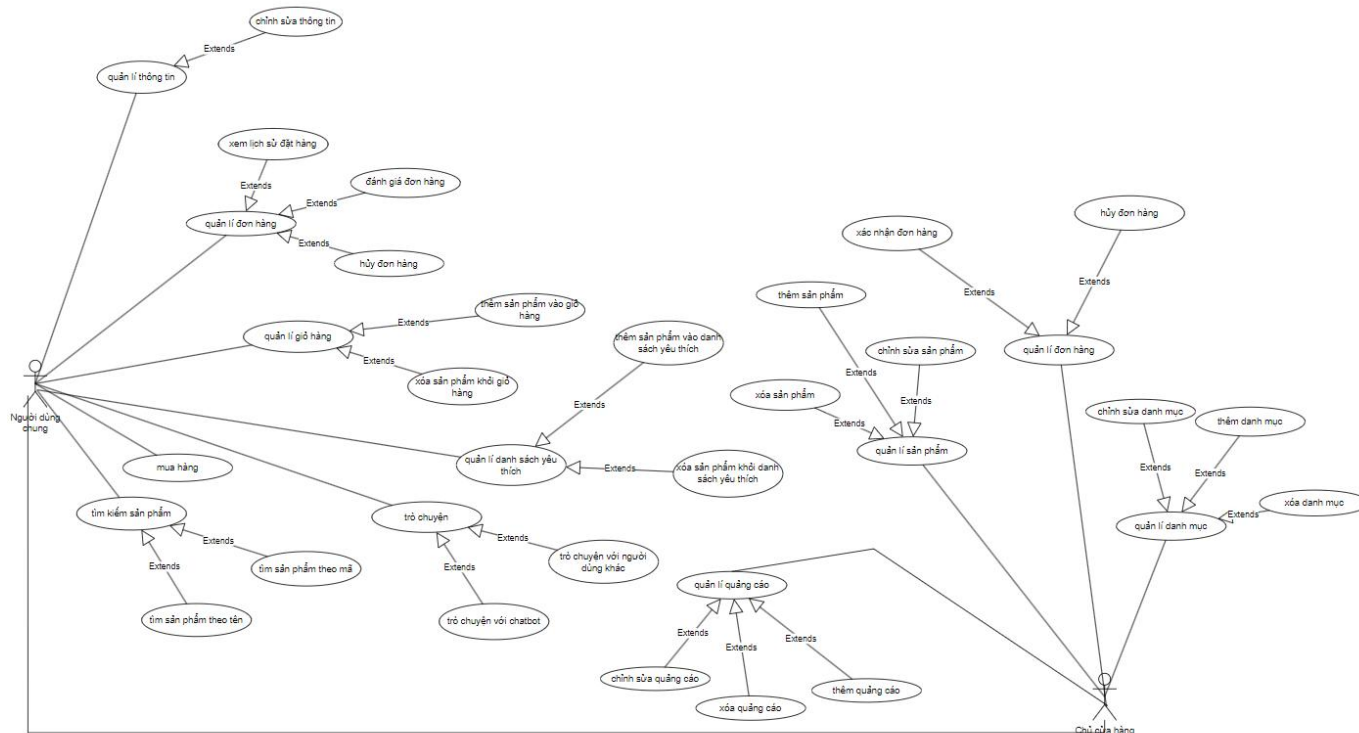 chỉnh sửa thông tin
Extends
quản lí thông tin
xem lịch sử đặt hàng
Extends
đánh giá đơn hàng
Extends
quản lí đơn hàng
Extends
hủy đơn hàng
thêm sản phẩm vào giỏ
hàng
Extends
quản lí giỏ hàng
Extends
xóa sản phẩm khỏi giỏ
hàng
thêm sản phẩm vào danh
sách yêu thích
Extends
quản lí danh sách yêu
thích
Extends
xóa sản phẩm khỏi danh
sách yêu thích
Người dùng
chung
mua hàng
tìm kiếm sản phẩm
Extends
tìm sản phẩm theo mã
Extends
tìm sản phẩm theo tên
trò chuyện
Extends
trò chuyện với người
dùng khác
Extends
trò chuyện với chatbot
hủy đơn hàng
xác nhận đơn hàng
Extends
Extends
quản lí đơn hàng
thêm sản phẩm
chỉnh sửa sản phẩm
Extends
Extends
xóa sản phẩm
Extends
quản lí sản phẩm
chỉnh sửa danh mục
thêm danh mục
Extends
Extends
xóa danh mục
Extends
quản lí danh mục
quản lí quảng cáo
Extends
Extends
Extends
chỉnh sửa quảng cáo
xóa quảng cáo
thêm quảng cáo
Chủ cửa hàng